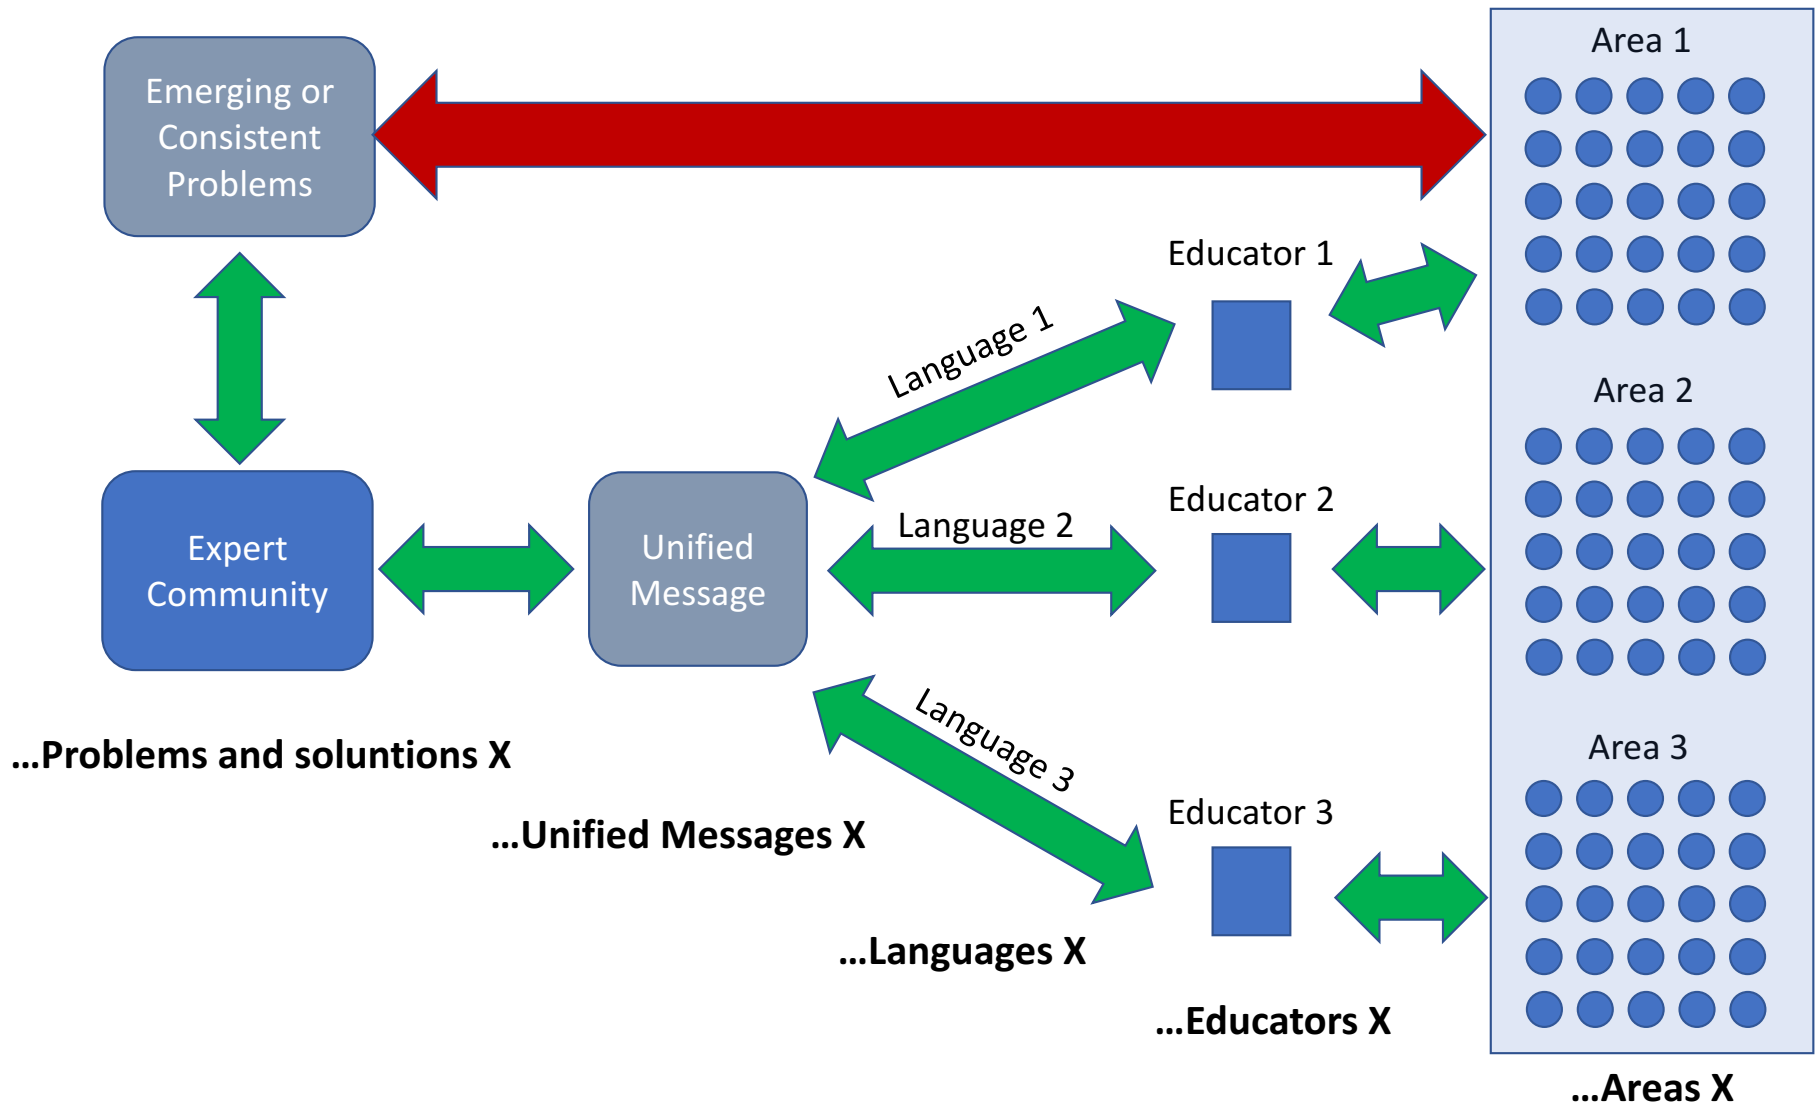 Emerging or
Consistent
Problems
Area 1
Educator 1
Language 1
Area 2
Educator 2
Language 2
Expert
Community
Unified
Message
Language 3
Area 3
Educator 3
...Problems and soluntions X
...Unified Messages X
...Languages X
...Educators X
...Areas X